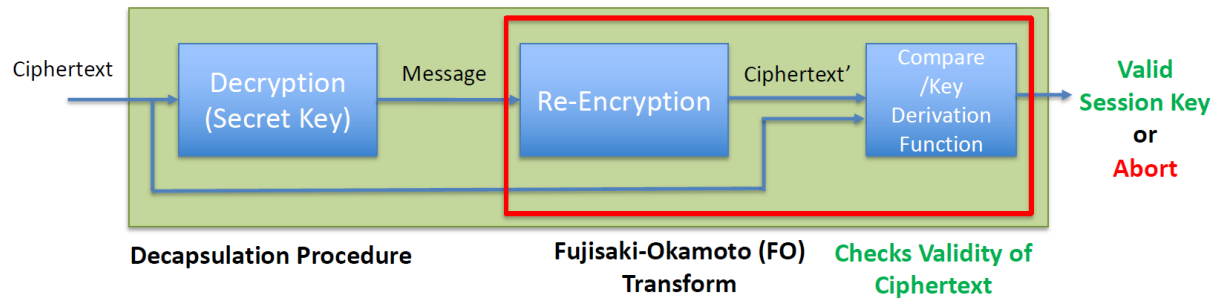 Ciphertext
Decryption
(Secret Key)
Message
Re-Encryption
Ciphertext’
Compare
/Key
Derivation
Function
Valid
Session Key
or
Abort
Decapsulation Procedure
Fujisaki-Okamoto (FO)
Transform
Checks Validity of
Ciphertext